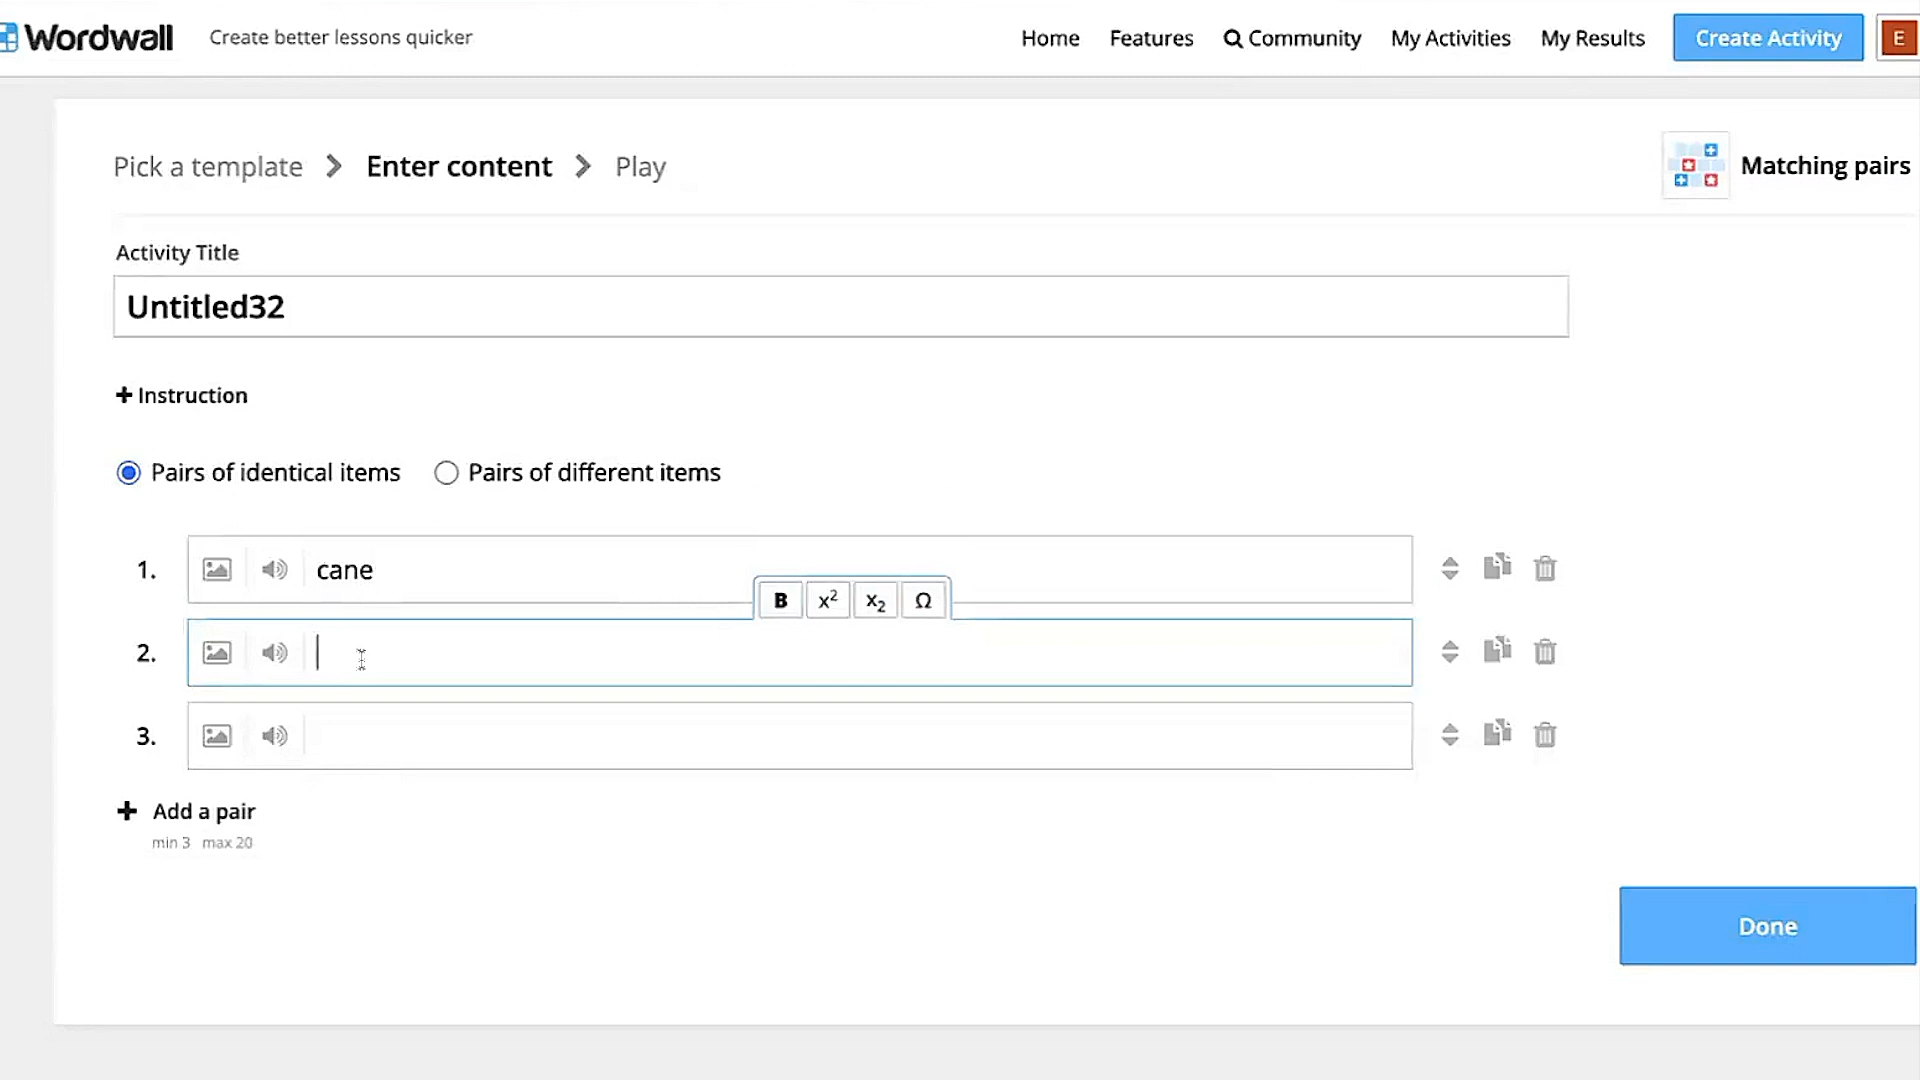 Wordwall Create better lessons quicker Home Features Community My Activities My Results Create Activity E
Pick a template Enter content Play Matching pairs
Activity Title
Untitled32
+ Instruction
Pairs of identical items Pairs of different items
1. cane
B x² x₂ Ω
2.
3.
+ Add a pair
min 3 max 20
Done